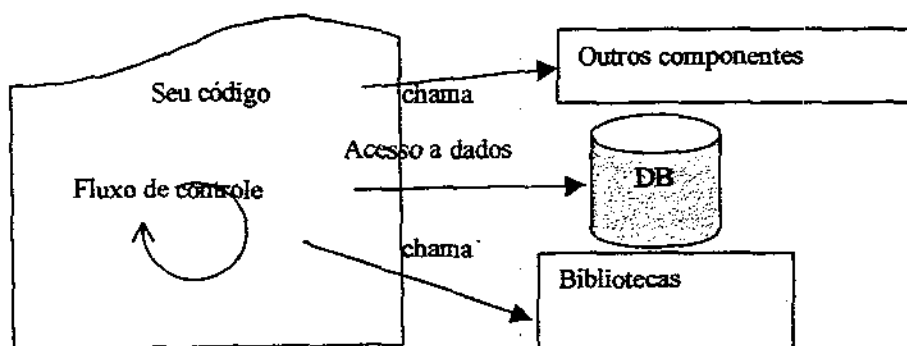 Outros componentes
Seu código
chama
Acesso a dados
DB
Fluxo de controle
chama
Bibliotecas